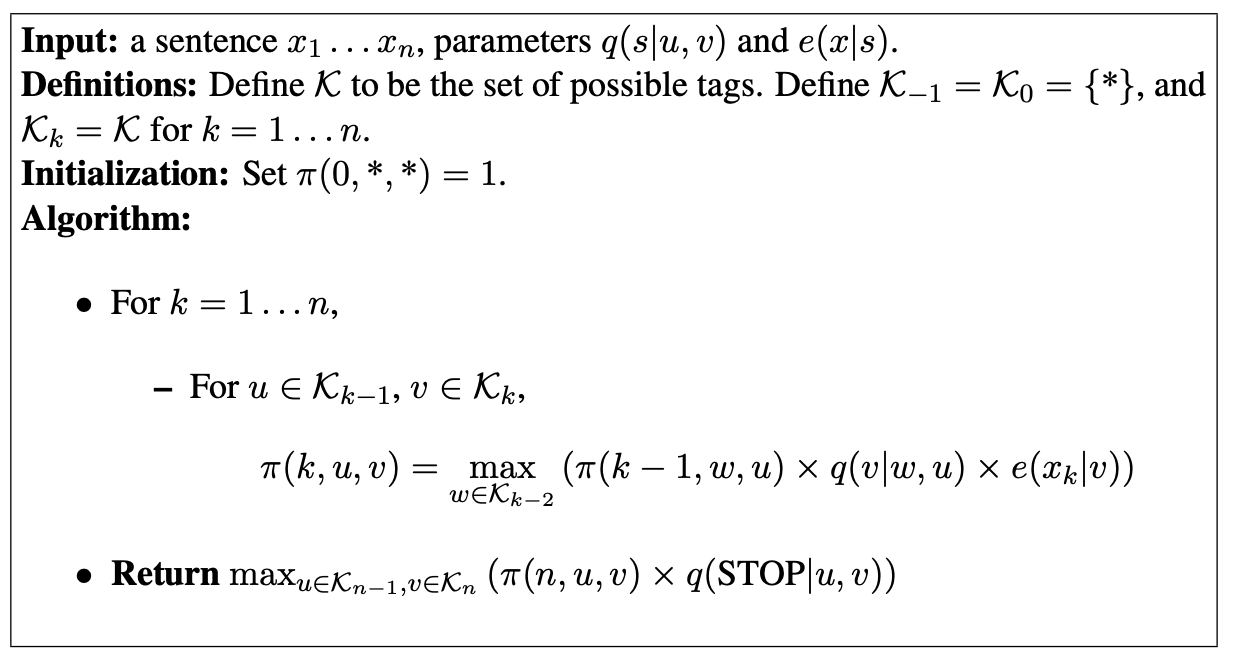 Input: a sentence x₁ … xₙ, parameters q(s|u, v) and e(x|s).
Definitions: Define 𝒦 to be the set of possible tags. Define 𝒦₋₁ = 𝒦₀ = {*}, and
𝒦ₖ = 𝒦 for k = 1 … n.
Initialization: Set π(0, *, *) = 1.
Algorithm:
• For k = 1 … n,
– For u ∈ 𝒦ₖ₋₁, v ∈ 𝒦ₖ,
π(k, u, v) = max_{w∈𝒦ₖ₋₂} (π(k − 1, w, u) × q(v|w, u) × e(xₖ|v))
• Return max_{u∈𝒦ₙ₋₁,v∈𝒦ₙ} (π(n, u, v) × q(STOP|u, v))